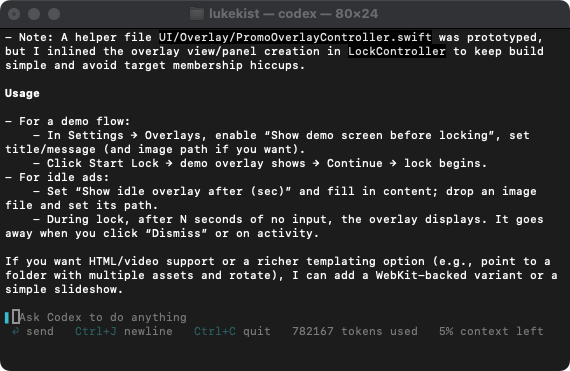 lukekist — codex — 80×24
– Note: A helper file UI/Overlay/PromoOverlayController.swift was prototyped,
but I inlined the overlay view/panel creation in LockController to keep build
simple and avoid target membership hiccups.
Usage
– For a demo flow:
– In Settings → Overlays, enable “Show demo screen before locking”, set
title/message (and image path if you want).
– Click Start Lock → demo overlay shows → Continue → lock begins.
– For idle ads:
– Set “Show idle overlay after (sec)” and fill in content; drop an image
file and set its path.
– During lock, after N seconds of no input, the overlay displays. It goes
away when you click “Dismiss” or on activity.
If you want HTML/video support or a richer templating option (e.g., point to a
folder with multiple assets and rotate), I can add a WebKit-backed variant or a
simple slideshow.
Ask Codex to do anything
⏎ send Ctrl+J newline Ctrl+C quit 782167 tokens used 5% context left